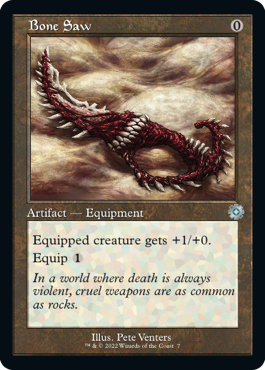 Bone Saw 0
Artifact — Equipment
Equipped creature gets +1/+0.
Equip 1
In a world where death is always
violent, cruel weapons are as common
as rocks.
Illus. Pete Venters
™ & © 2022 Wizards of the Coast 7